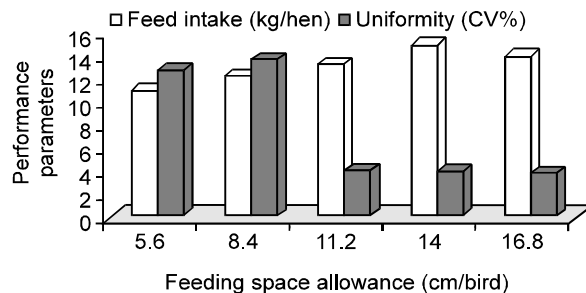 Feed intake (kg/hen) Uniformity (CV%)
Performance
parameters
16
14
12
10
8
6
4
2
0
5.6 8.4 11.2 14 16.8
Feeding space allowance (cm/bird)